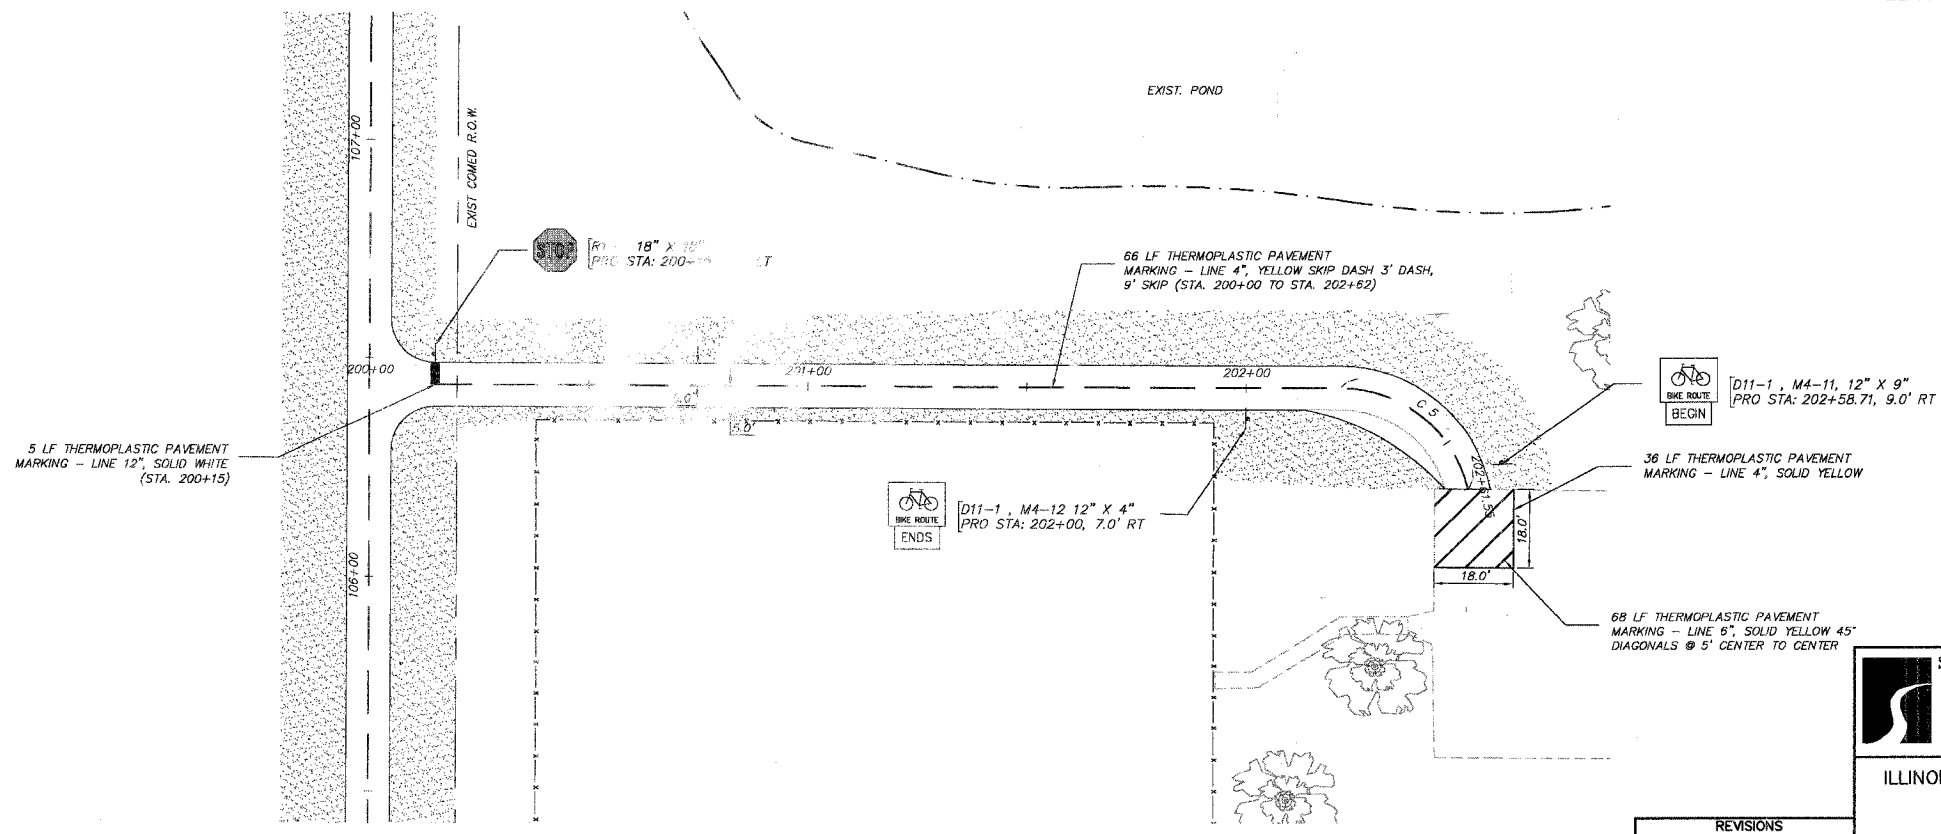 EXIST. POND
107+00
EXIST COMED R.O.W.
STOP
18" X 18"
PRO STA:
66 LF THERMOPLASTIC PAVEMENT
MARKING – LINE 4", YELLOW SKIP DASH 3' DASH,
9' SKIP (STA. 200+00 TO STA. 202+62)
200+00
201+00
202+00
5.0'
C5
202+61.55
BIKE ROUTE
BEGIN
D11-1 , M4-11, 12" X 9"
PRO STA: 202+58.71, 9.0' RT
5 LF THERMOPLASTIC PAVEMENT
MARKING – LINE 12", SOLID WHITE
(STA. 200+15)
36 LF THERMOPLASTIC PAVEMENT
MARKING – LINE 4", SOLID YELLOW
BIKE ROUTE
ENDS
D11-1 , M4-12 12" X 4"
PRO STA: 202+00, 7.0' RT
18.0'
18.0'
106+00
68 LF THERMOPLASTIC PAVEMENT
MARKING – LINE 6", SOLID YELLOW 45°
DIAGONALS @ 5' CENTER TO CENTER
REVISIONS